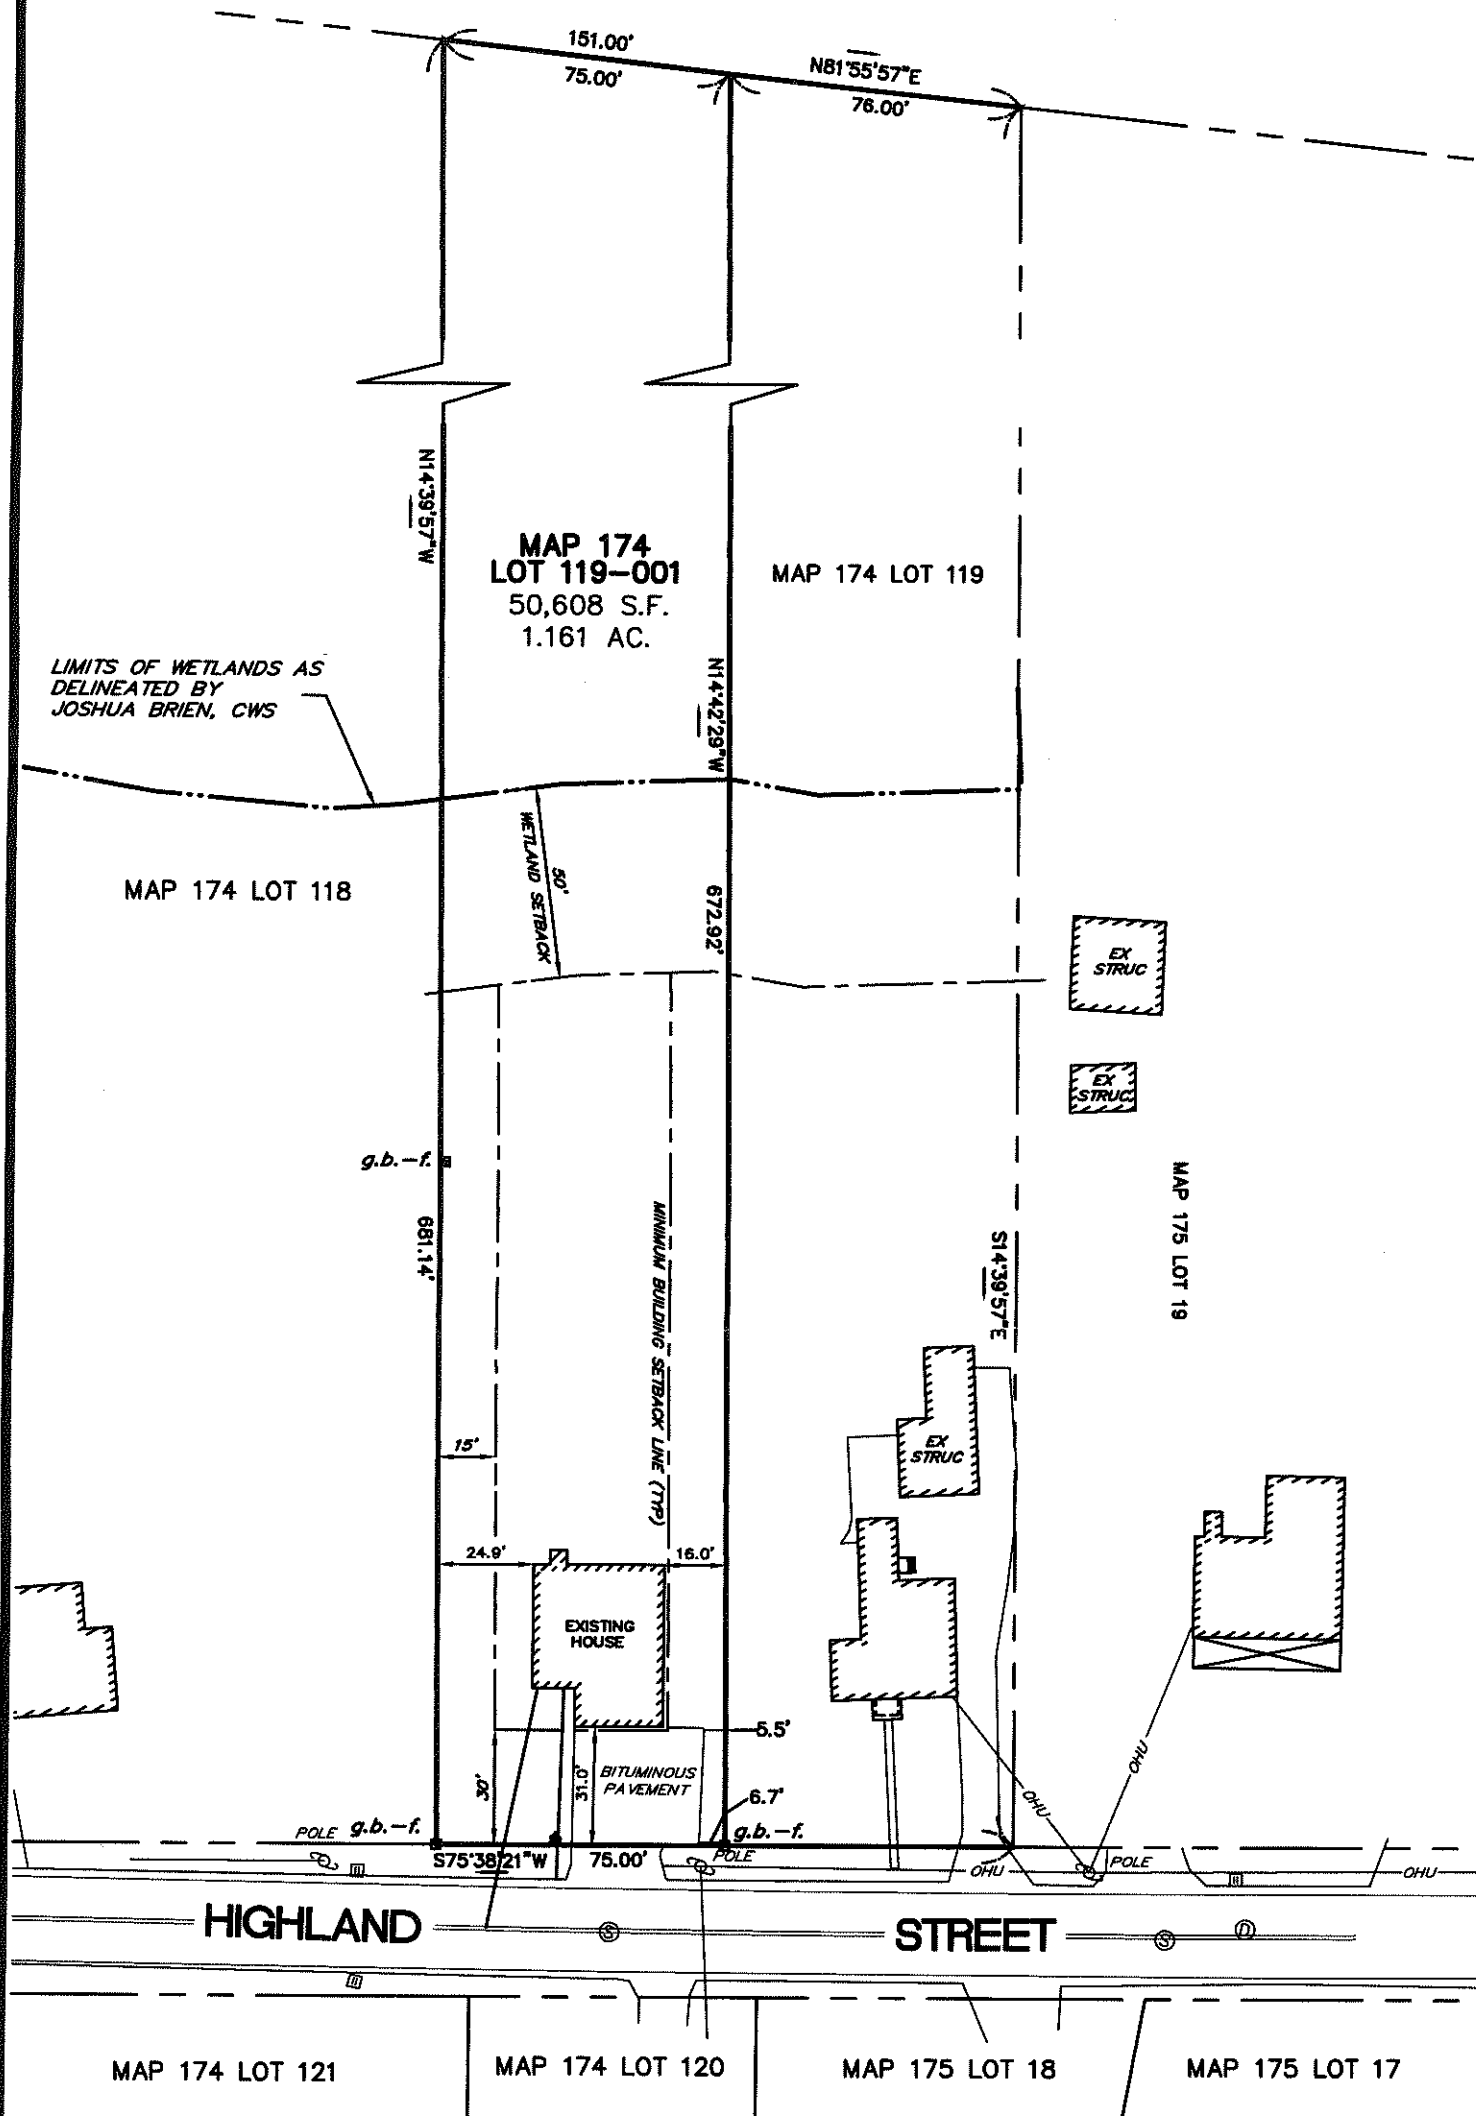 151.00'
75.00'
N81°55'57"E
76.00'
N14°39'57"W
MAP 174
LOT 119-001
50,608 S.F.
1.161 AC.
MAP 174 LOT 119
LIMITS OF WETLANDS AS
DELINEATED BY
JOSHUA BRIEN, CWS
N14°42'29"W
50'
WETLAND SETBACK
MAP 174 LOT 118
672.92'
EX
STRUC
EX
STRUC
g.b.-f.
681.14'
MINIMUM BUILDING SETBACK LINE (TYP)
S14°39'57"E
MAP 175 LOT 19
15'
EX
STRUC
24.9'
16.0'
EXISTING
HOUSE
5.5'
30'
31.0'
BITUMINOUS
PAVEMENT
6.7'
OHU
OHU
POLE
g.b.-f.
g.b.-f.
S75°38'21"W
75.00'
POLE
OHU
POLE
OHU
HIGHLAND STREET
S
S
D
MAP 174 LOT 121
MAP 174 LOT 120
MAP 175 LOT 18
MAP 175 LOT 17